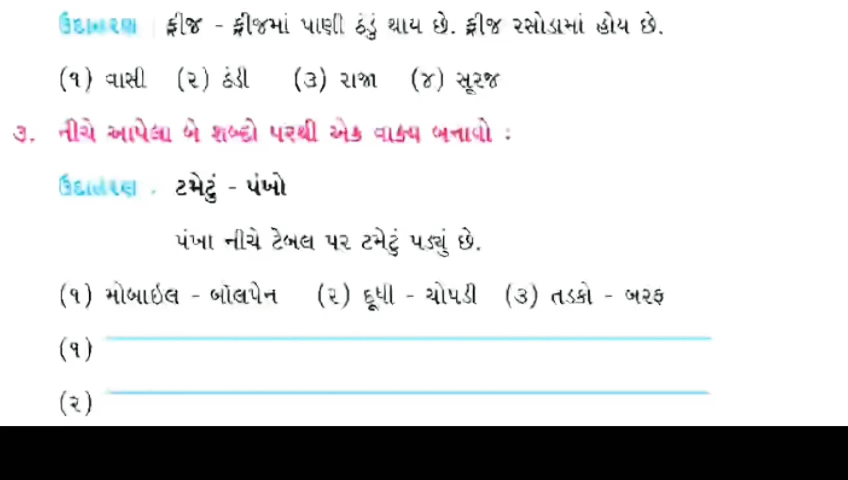 ઉદાહરણ : ફ્રીજ - ફ્રીજમાં પાણી ઠંડું થાય છે. ફ્રીજ રસોડામાં હોય છે.
(૧) વાસી (૨) ઠંડી (૩) રાજા (૪) સૂરજ
૩. નીચે આપેલા બે શબ્દો પરથી એક વાક્ય બનાવો :
ઉદાહરણ . ટમેટું - પંખો
પંખા નીચે ટેબલ પર ટમેટું પડ્યું છે.
(૧) મોબાઇલ - બૉલપેન (૨) દૂધી - ચોપડી (૩) તડકો - બરફ
(૧)
(૨)